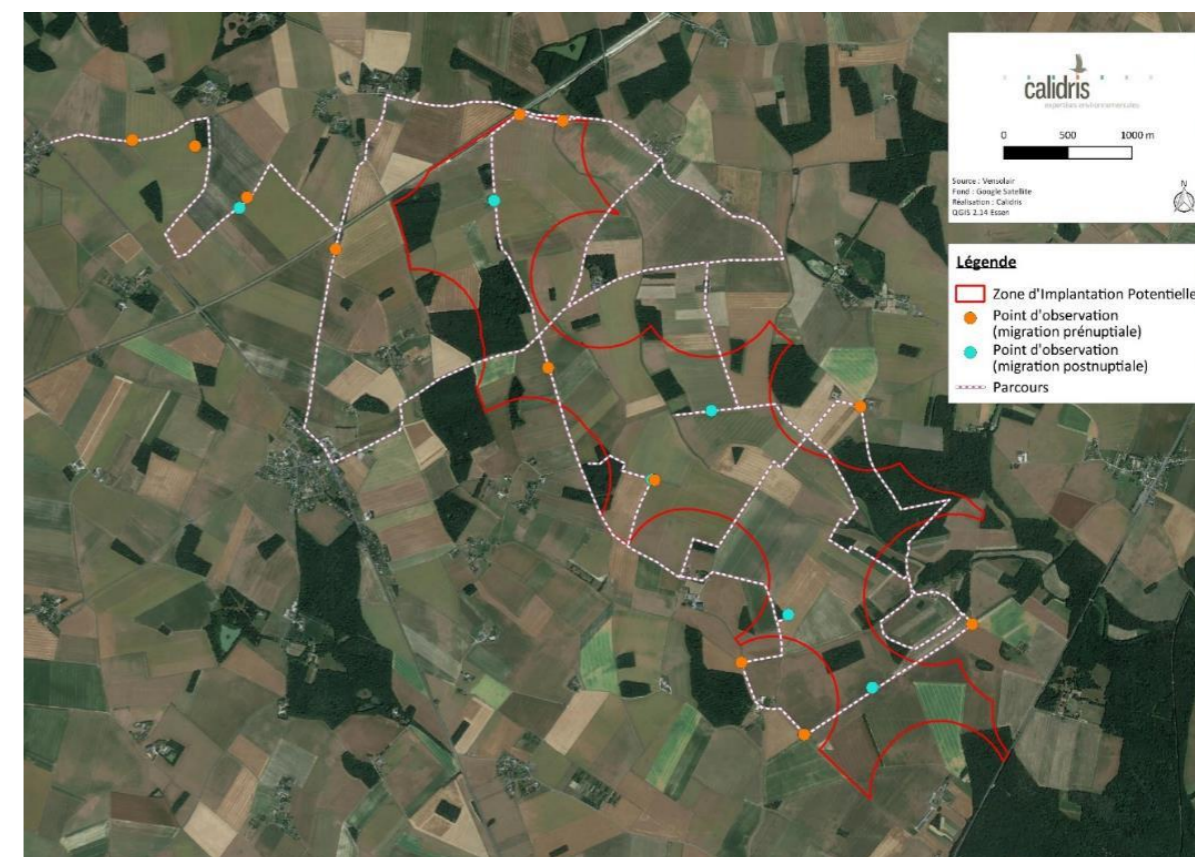 calidris
expertises environnementales
0 500 1000 m
Source : Vensolair
Fond : Google Satellite
Réalisation : Calidris
QGIS 2.14 Essen
N
Légende
Zone d'Implantation Potentielle
Point d'observation
(migration prénuptiale)
Point d'observation
(migration postnuptiale)
Parcours